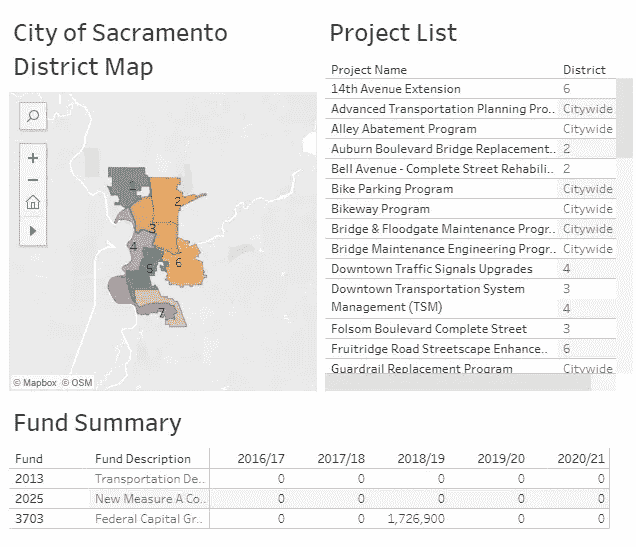 City of Sacramento
District Map
1
2
3
4
5
6
7
© Mapbox © OSM
Project List
Project Name District
14th Avenue Extension 6
Advanced Transportation Planning Pro.. Citywide
Alley Abatement Program Citywide
Auburn Boulevard Bridge Replacement.. 2
Bell Avenue - Complete Street Rehabili.. 2
Bike Parking Program Citywide
Bikeway Program Citywide
Bridge & Floodgate Maintenance Progr.. Citywide
Bridge Maintenance Engineering Progr.. Citywide
Downtown Traffic Signals Upgrades 4
Downtown Transportation System 3
Management (TSM) 4
Folsom Boulevard Complete Street 3
Fruitridge Road Streetscape Enhance.. 6
Guardrail Replacement Program Citywide
Fund Summary
Fund Fund Description 2016/17 2017/18 2018/19 2019/20 2020/21
2013 Transportation De.. 0 0 0 0 0
2025 New Measure A Co.. 0 0 0 0 0
3703 Federal Capital Gr.. 0 0 1,726,900 0 0